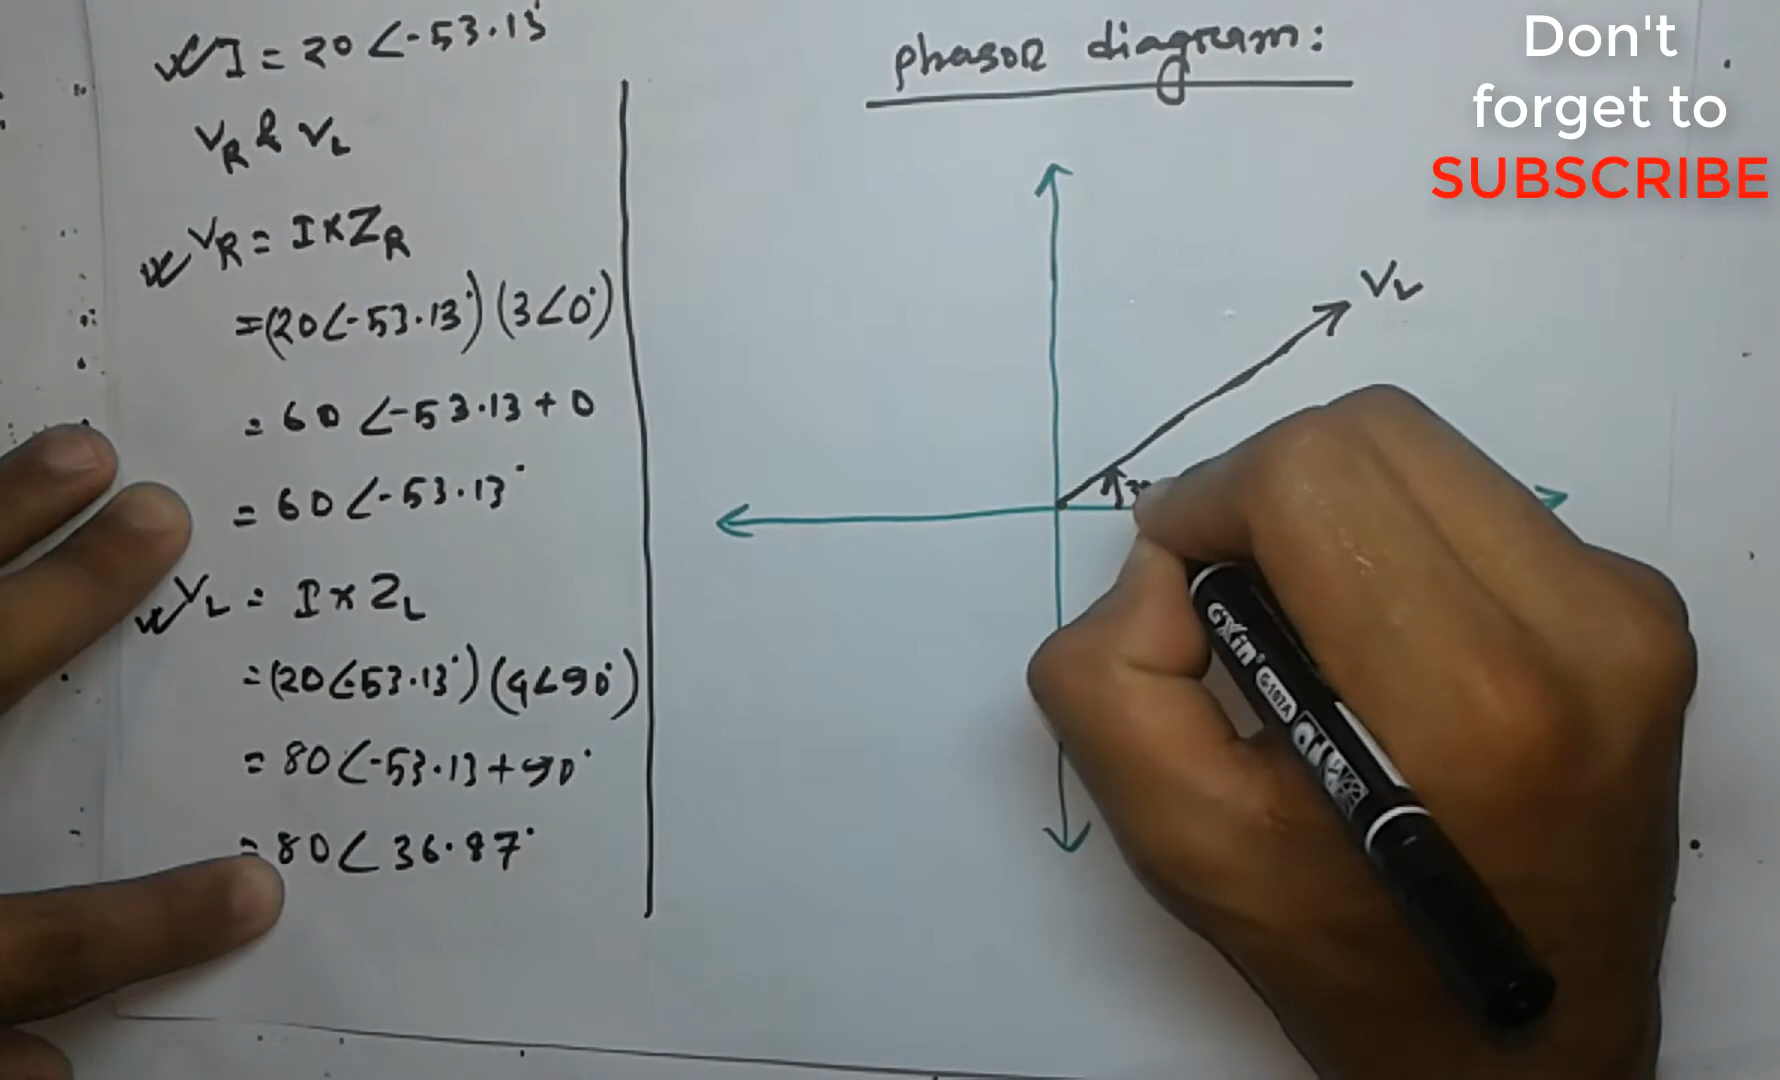 I = 20 ∠-53.13°
VR & VL
VR = I×ZR
=(20∠-53.13°)(3∠0°)
= 60 ∠-53.13 + 0
= 60 ∠-53.13°
VL = I × ZL
=(20∠-53.13°)(4∠90°)
= 80∠-53.13+90°
= 80∠36.87°
phasor diagram:
VL
Don't
forget to
SUBSCRIBE
GXin
G-107A